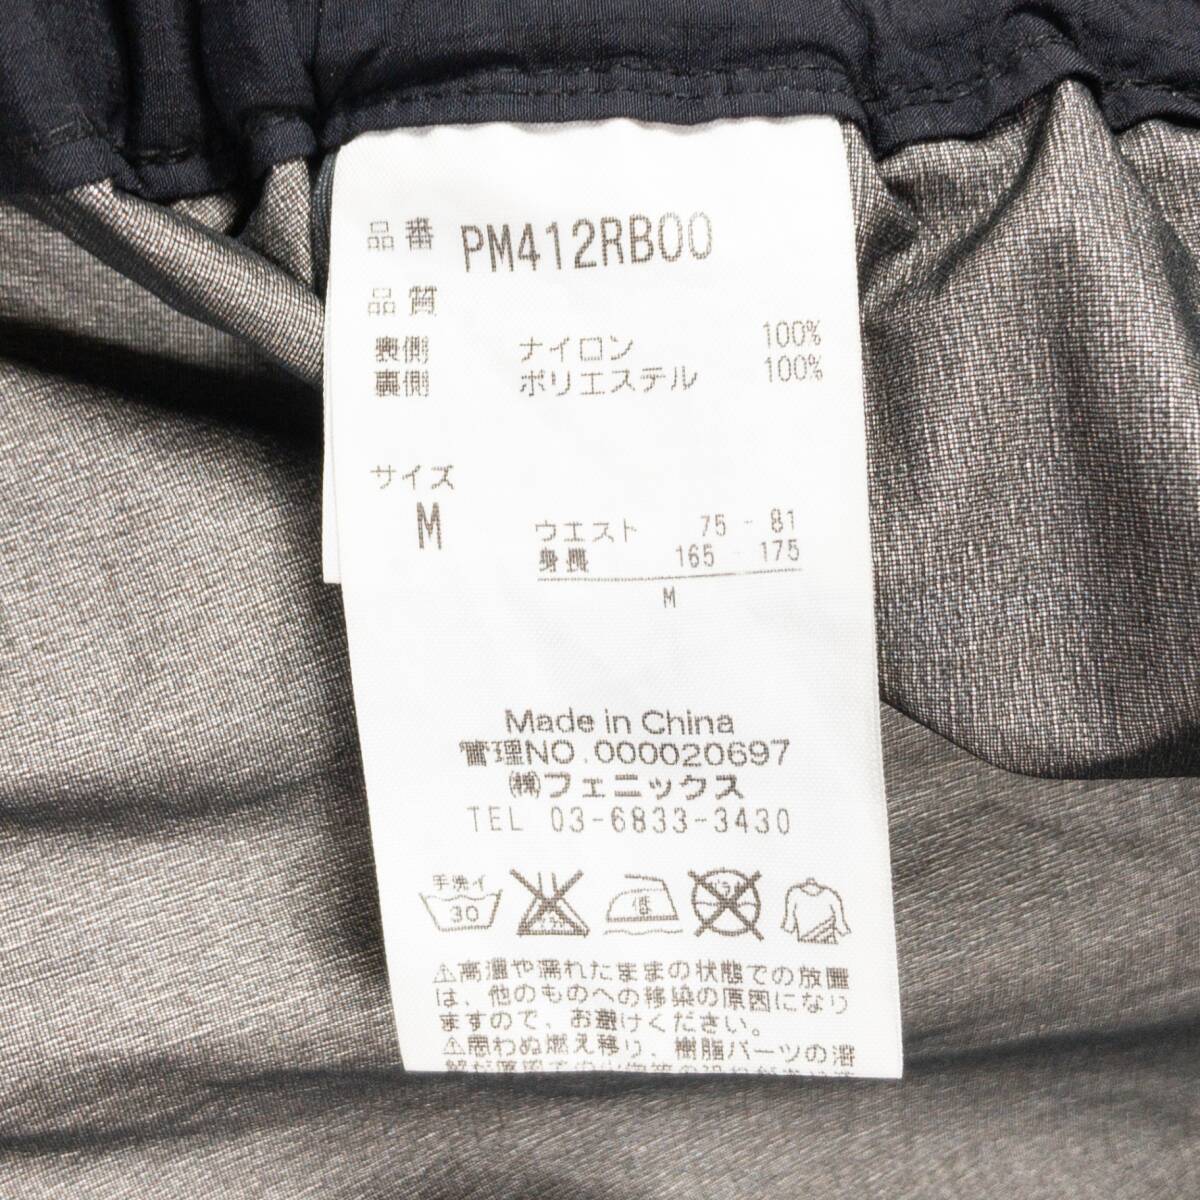 品番 PM412RB00
品質
表側 ナイロン 100%
裏側 ポリエステル 100%
サイズ
M
ウエスト 75 - 81
身長 165 - 175
M
Made in China
管理NO.000020697
㈱フェニックス
TEL 03-6833-3430
手洗イ
30
低
⚠高温や濡れたままの状態での放置
は、他のものへの移染の原因になり
ますので、お避けください。
⚠思わぬ燃え移り、樹脂パーツの溶